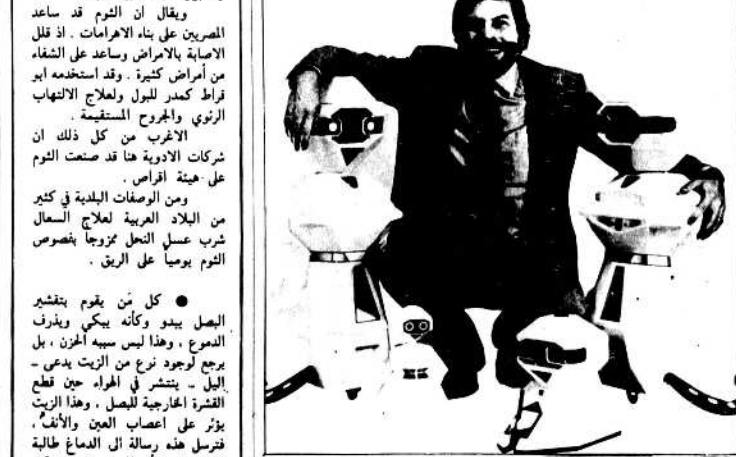 ويقال ان الثوم قد ساعد
المصريين على بناء الاهرامات . اذ قلل
الاصابة بالامراض وساعد على الشفاء
من أمراض كثيرة . وقد استخدمه ابو
قراط كمدر للبول ولعلاج الالتهاب
الرئوي والجروح المستقيمة .
الاغرب من كل ذلك ان
شركات الادوية هنا قد صنعت الثوم
على هيئة اقراص .
ومن الوصفات البلدية في كثير
من البلاد العربية لعلاج السعال
شرب عسل النحل ممزوجاً بفصوص
الثوم يومياً على الريق .
● كل مَن يقوم بتقشير
البصل يبدو وكأنه يبكي ويذرف
الدموع ، وهذا ليس سببه الحزن ، بل
يرجع لوجود نرع من الزيت يدعى ـ
اليل ـ ينتشر في الهواء حين قطع
القشرة الخارجية للبصل . وهذا الزيت
يؤثر على اعصاب العين والأنف ،
فترسل هذه رسالة الى الدماغ طالبة